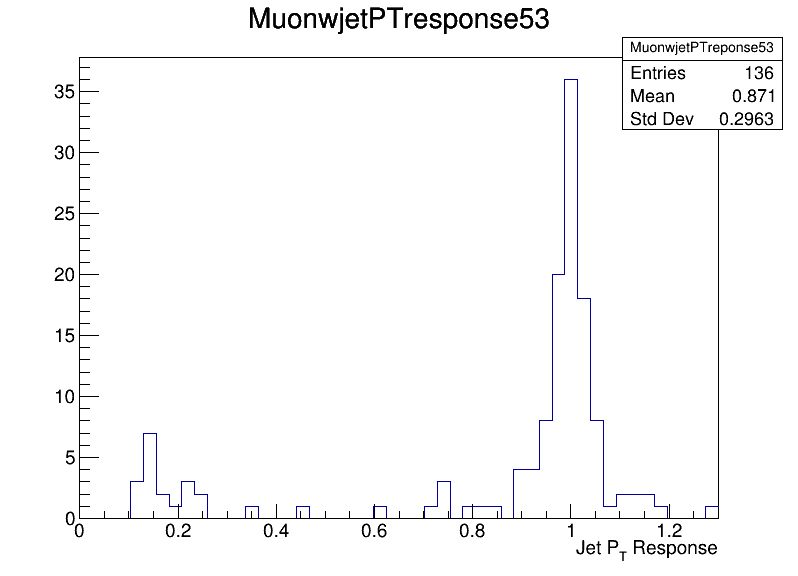 MuonwjetPTresponse53
MuonwjetPTreponse53
Entries 136
Mean 0.871
Std Dev 0.2963
35
30
25
20
15
10
5
0
0 0.2 0.4 0.6 0.8 1 1.2
Jet P_T Response